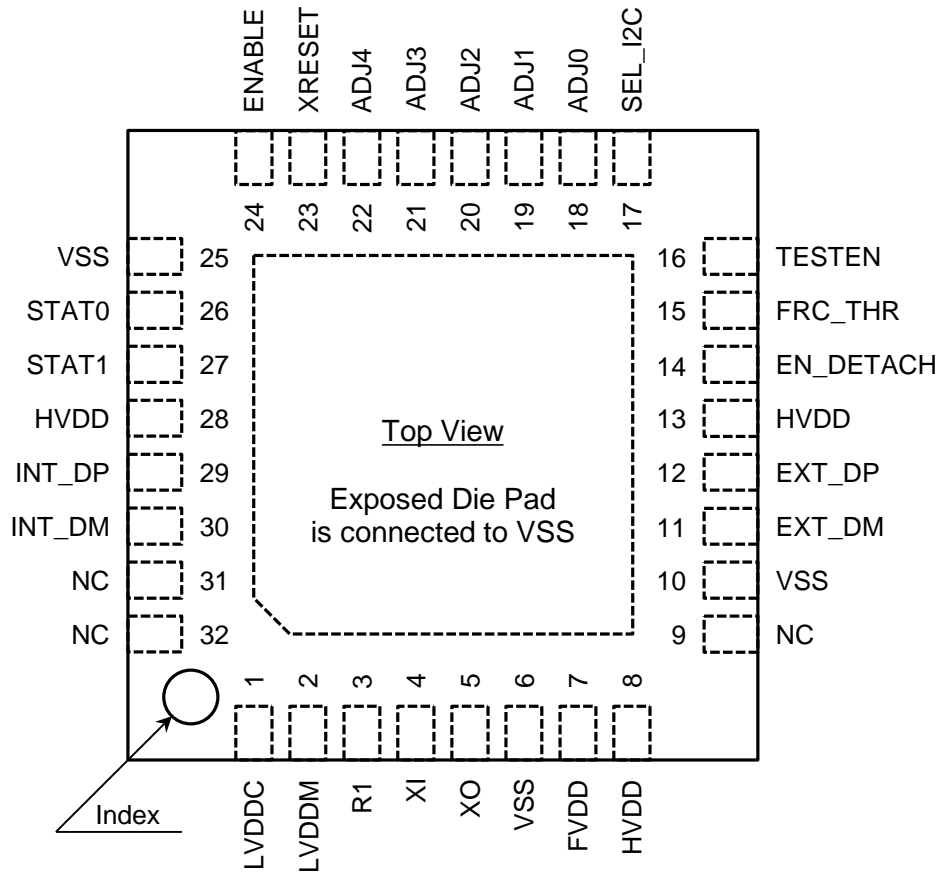 ENABLE
XRESET
ADJ4
ADJ3
ADJ2
ADJ1
ADJ0
SEL_I2C
24
23
22
21
20
19
18
17
VSS 25
STAT0 26
STAT1 27
HVDD 28
INT_DP 29
INT_DM 30
NC 31
NC 32
Top View
Exposed Die Pad
is connected to VSS
16 TESTEN
15 FRC_THR
14 EN_DETACH
13 HVDD
12 EXT_DP
11 EXT_DM
10 VSS
9 NC
1
2
3
4
5
6
7
8
LVDDC
LVDDM
R1
XI
XO
VSS
FVDD
HVDD
Index